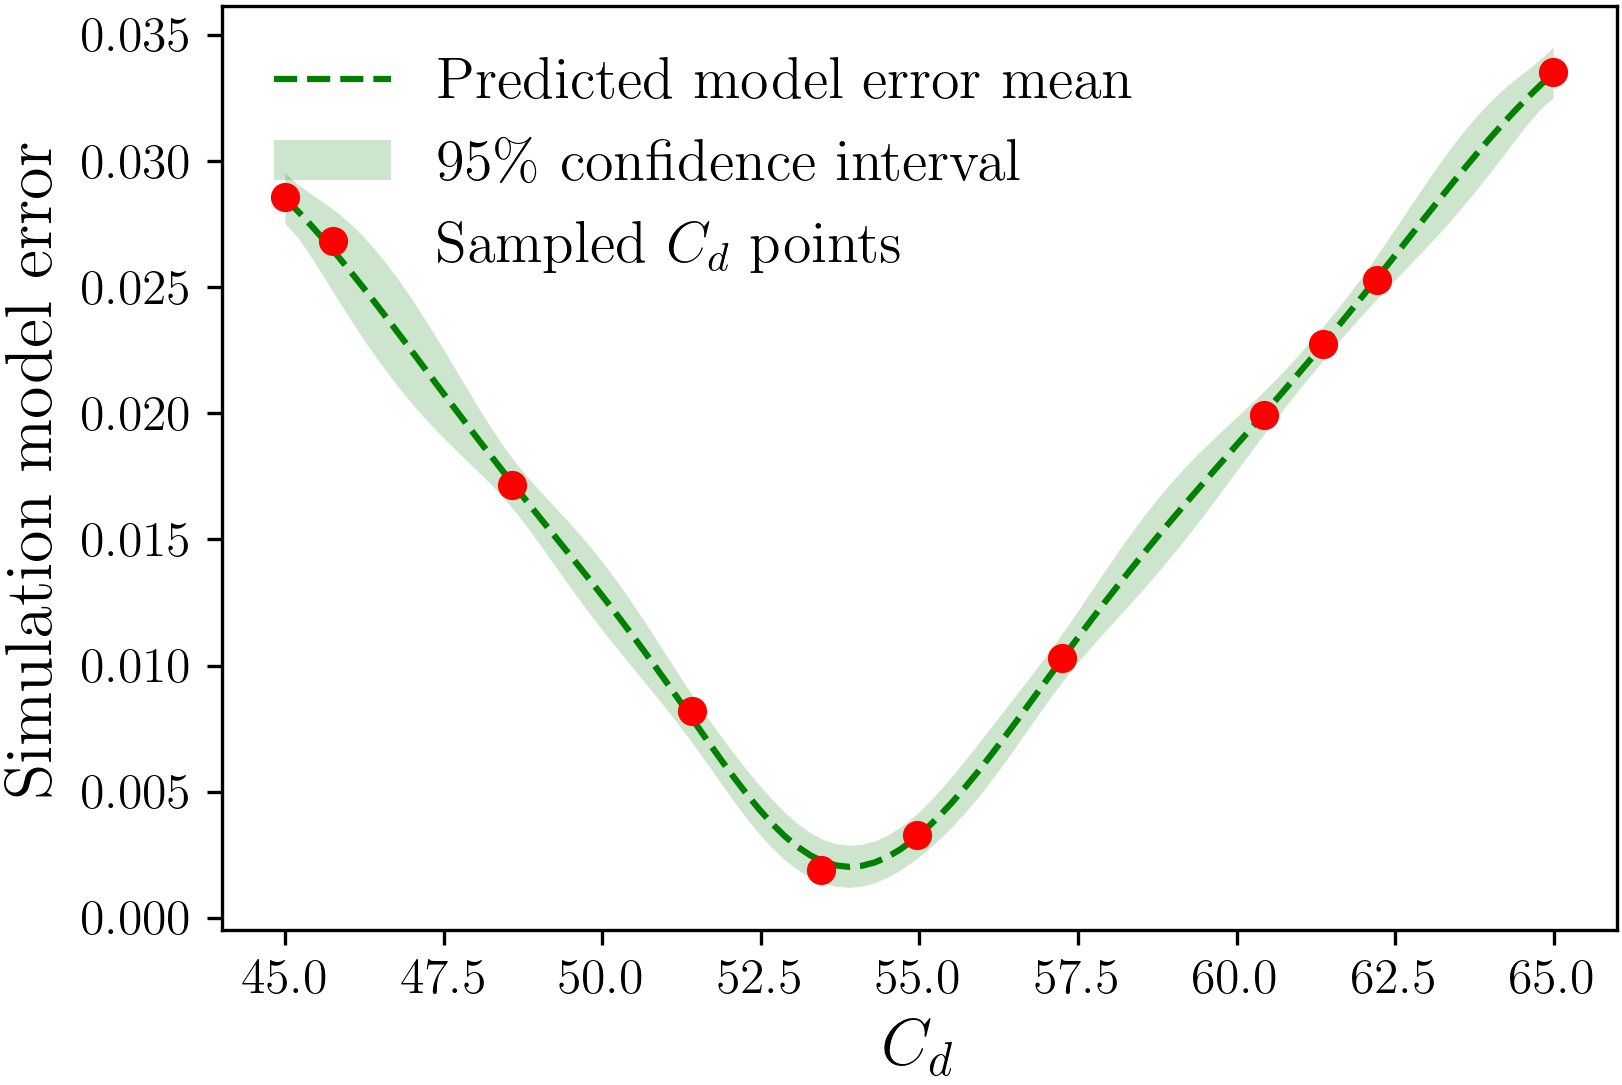 Predicted model error mean
95% confidence interval
Sampled C_d points
Simulation model error
0.035
0.030
0.025
0.020
0.015
0.010
0.005
0.000
45.0 47.5 50.0 52.5 55.0 57.5 60.0 62.5 65.0
C_d